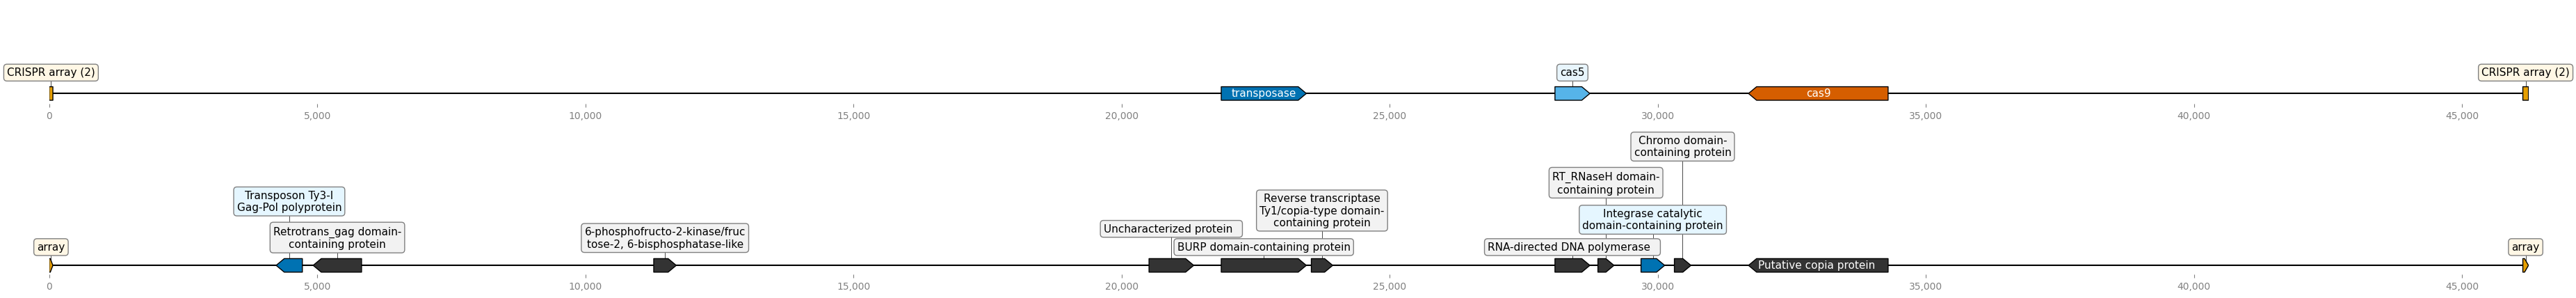 CRISPR array (2)
cas5
CRISPR array (2)
transposase
cas9
0
5,000
10,000
15,000
20,000
25,000
30,000
35,000
40,000
45,000
Chromo domain-
containing protein
RT_RNaseH domain-
containing protein
Transposon Ty3-I
Gag-Pol polyprotein
Reverse transcriptase
Ty1/copia-type domain-
containing protein
Integrase catalytic
domain-containing protein
Retrotrans_gag domain-
containing protein
6-phosphofructo-2-kinase/fruc
tose-2, 6-bisphosphatase-like
Uncharacterized protein
array
BURP domain-containing protein
RNA-directed DNA polymerase
array
Putative copia protein
0
5,000
10,000
15,000
20,000
25,000
30,000
35,000
40,000
45,000